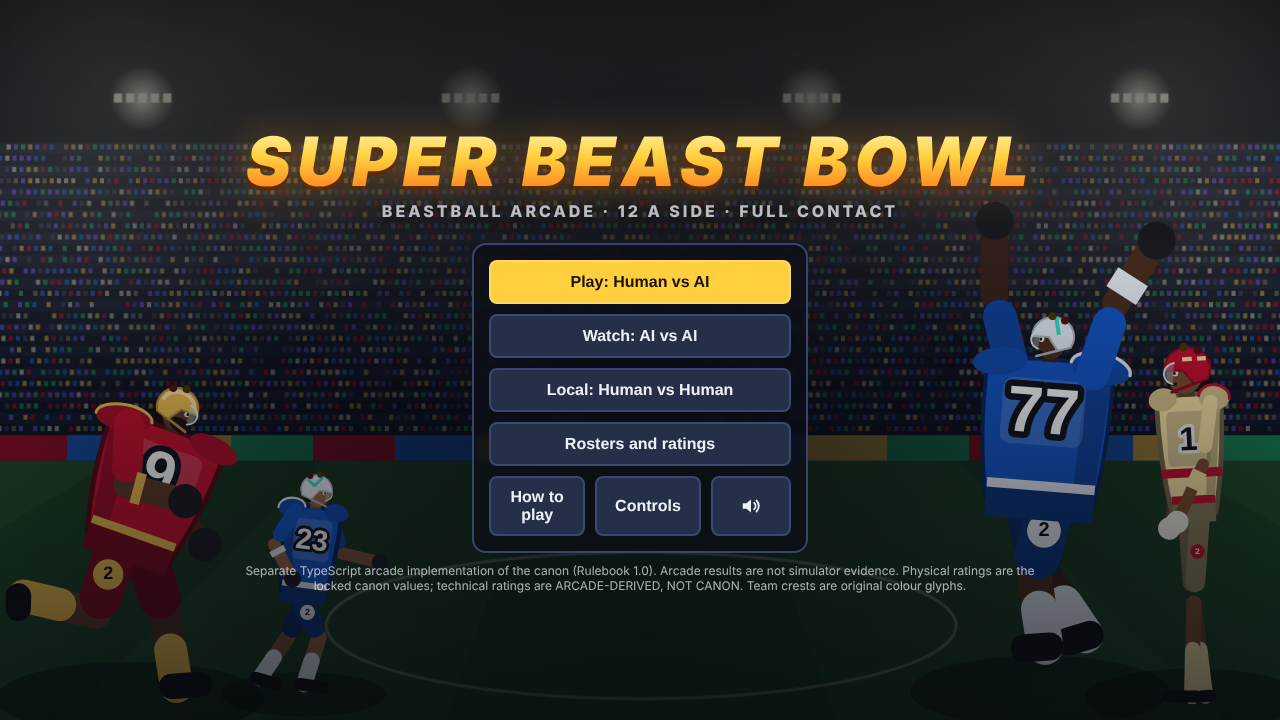 SUPER BEAST BOWL
BEASTBALL ARCADE · 12 A SIDE · FULL CONTACT
Play: Human vs AI
Watch: AI vs AI
Local: Human vs Human
Rosters and ratings
How to
play
Controls
Separate TypeScript arcade implementation of the canon (Rulebook 1.0). Arcade results are not simulator evidence. Physical ratings are the
locked canon values; technical ratings are ARCADE-DERIVED, NOT CANON. Team crests are original colour glyphs.
9
2
23
2
77
2
1
2